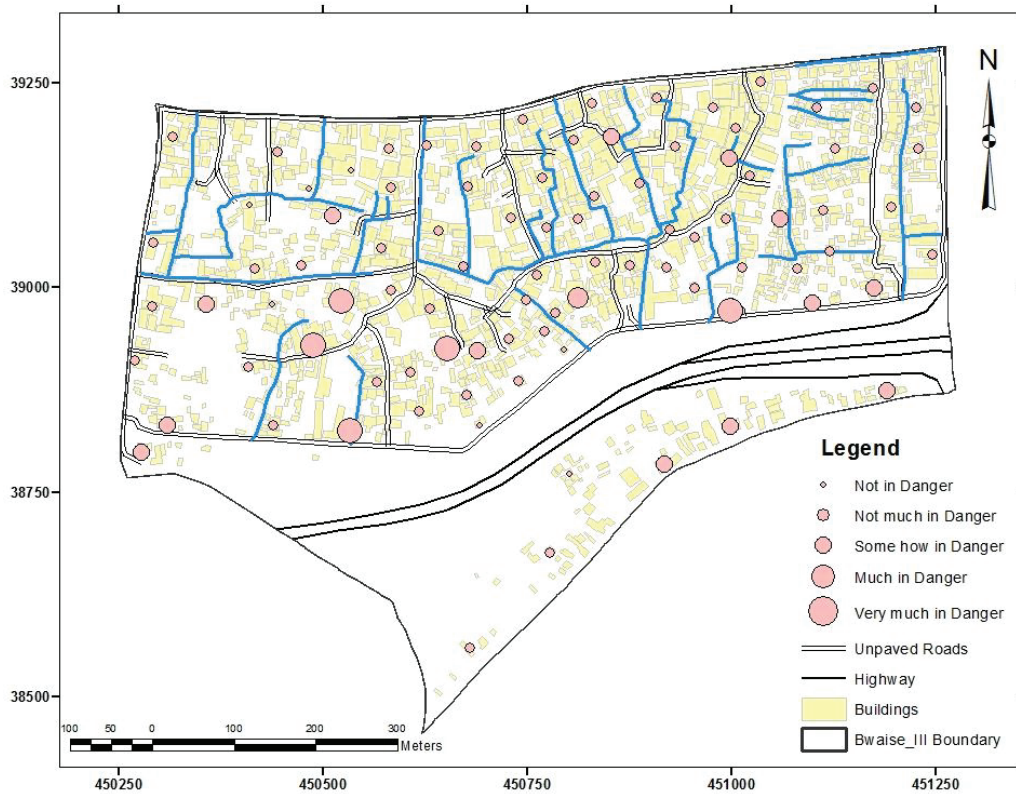 N
39250
39000
38750
38500
Legend
Not in Danger
Not much in Danger
Some how in Danger
Much in Danger
Very much in Danger
Unpaved Roads
Highway
Buildings
Bwaise_III Boundary
100 50 0 100 200 300
Meters
450250 450500 450750 451000 451250